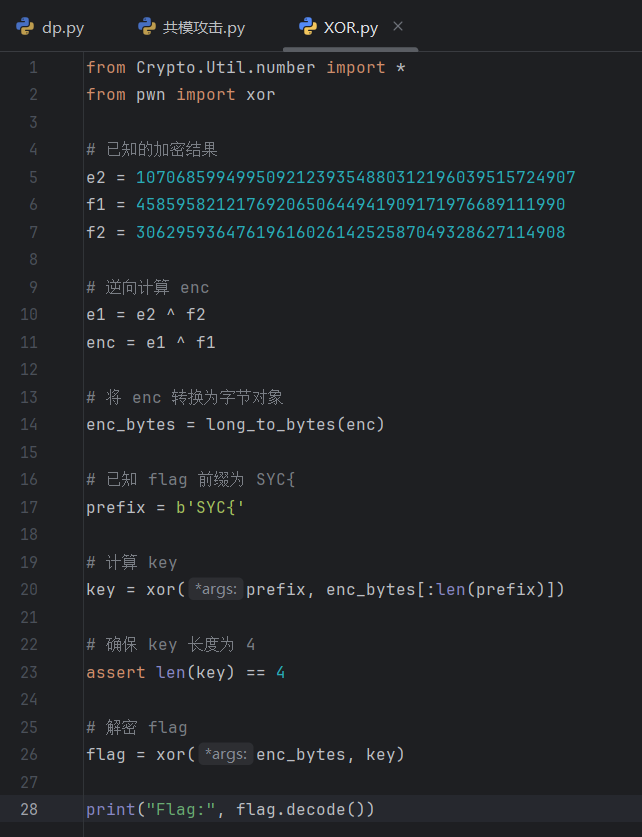 dp.py 共模攻击.py XOR.py ×
1 from Crypto.Util.number import *
2 from pwn import xor
3
4 # 已知的加密结果
5 e2 = 10706859949950921239354880312196039515724907
6 f1 = 4585958212176920650644941909171976689111990
7 f2 = 3062959364761961602614252587049328627114908
8
9 # 逆向计算 enc
10 e1 = e2 ^ f2
11 enc = e1 ^ f1
12
13 # 将 enc 转换为字节对象
14 enc_bytes = long_to_bytes(enc)
15
16 # 已知 flag 前缀为 SYC{
17 prefix = b'SYC{'
18
19 # 计算 key
20 key = xor( *args: prefix, enc_bytes[:len(prefix)])
21
22 # 确保 key 长度为 4
23 assert len(key) == 4
24
25 # 解密 flag
26 flag = xor( *args: enc_bytes, key)
27
28 print("Flag:", flag.decode())